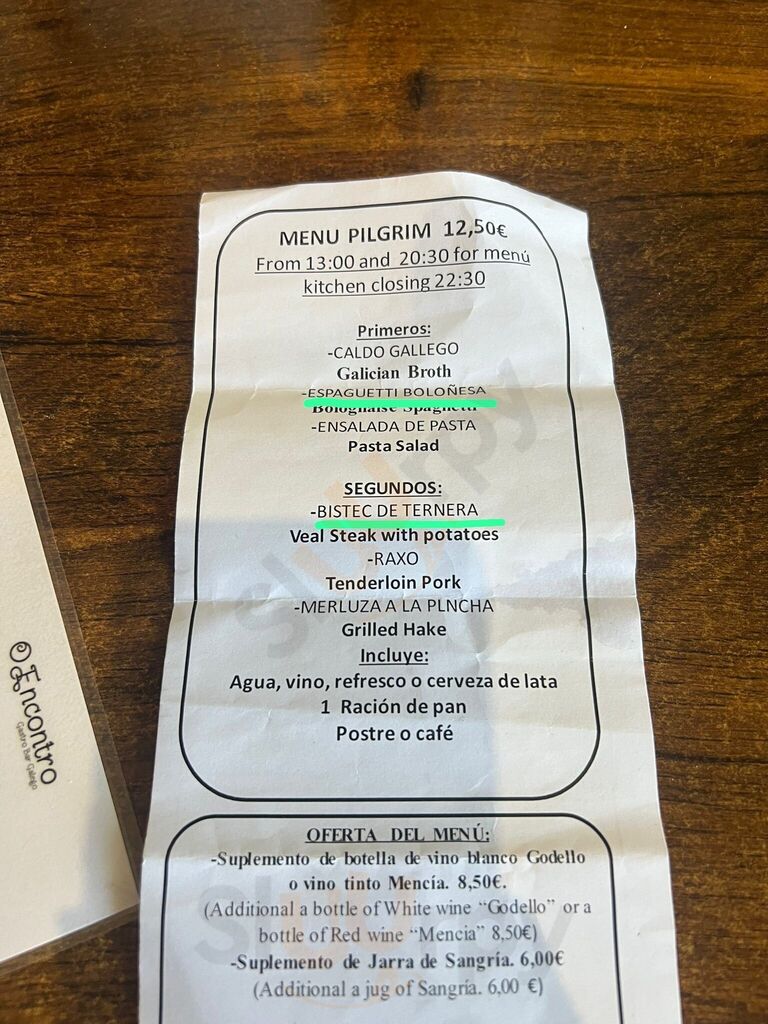 MENU PILGRIM 12,50€
From 13:00 and 20:30 for menú
kitchen closing 22:30
Primeros:
-CALDO GALLEGO
Galician Broth
-ESPAGUETTI BOLOÑESA
Bolognaise Spaghetti
-ENSALADA DE PASTA
Pasta Salad
SEGUNDOS:
-BISTEC DE TERNERA
Veal Steak with potatoes
-RAXO
Tenderloin Pork
-MERLUZA A LA PLNCHA
Grilled Hake
Incluye:
Agua, vino, refresco o cerveza de lata
1 Ración de pan
Postre o café
OFERTA DEL MENÚ:
-Suplemento de botella de vino blanco Godello
o vino tinto Mencía. 8,50€.
(Additional a bottle of White wine “Godello” or a
bottle of Red wine “Mencia” 8,50€)
-Suplemento de Jarra de Sangría. 6,00€
(Additional a jug of Sangría. 6,00 €)
O Encontro
Gastro Bar Galego
Sluurpy
Sluurpy